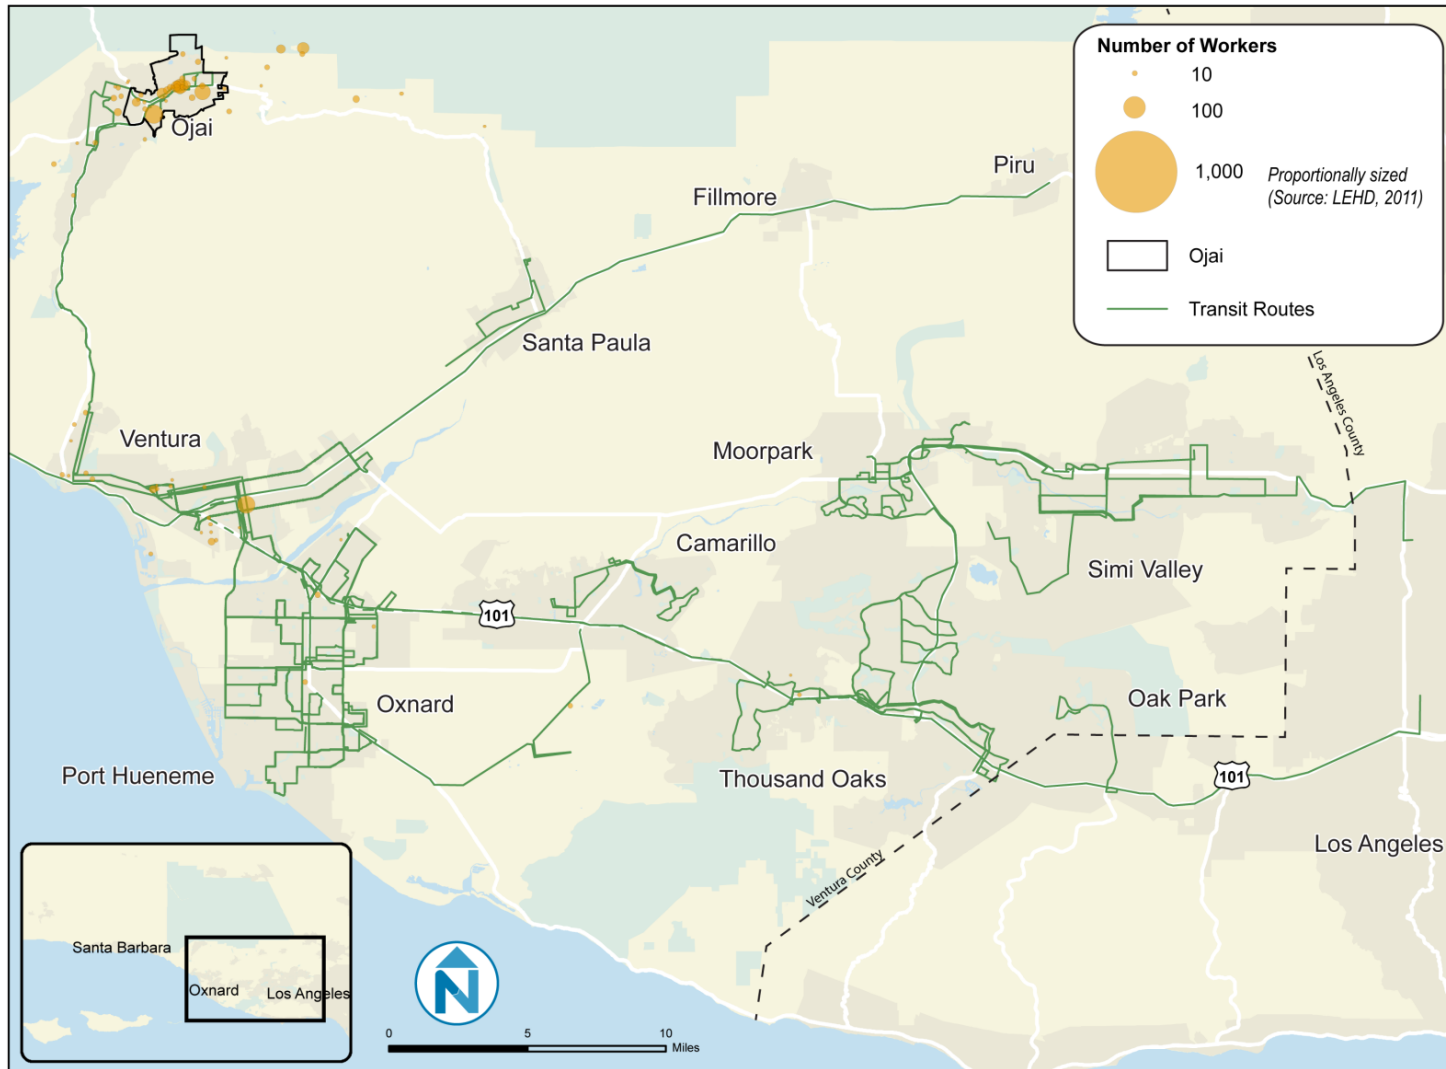 Number of Workers
10
100
1,000
Proportionally sized
(Source: LEHD, 2011)
Ojai
Transit Routes
Ojai
Piru
Fillmore
Santa Paula
Los Angeles County
Ventura
Moorpark
Camarillo
Simi Valley
101
Oxnard
Oak Park
Port Hueneme
Thousand Oaks
101
Los Angeles
Ventura County
Santa Barbara
Oxnard
Los Angeles
N
0
5
10
Miles